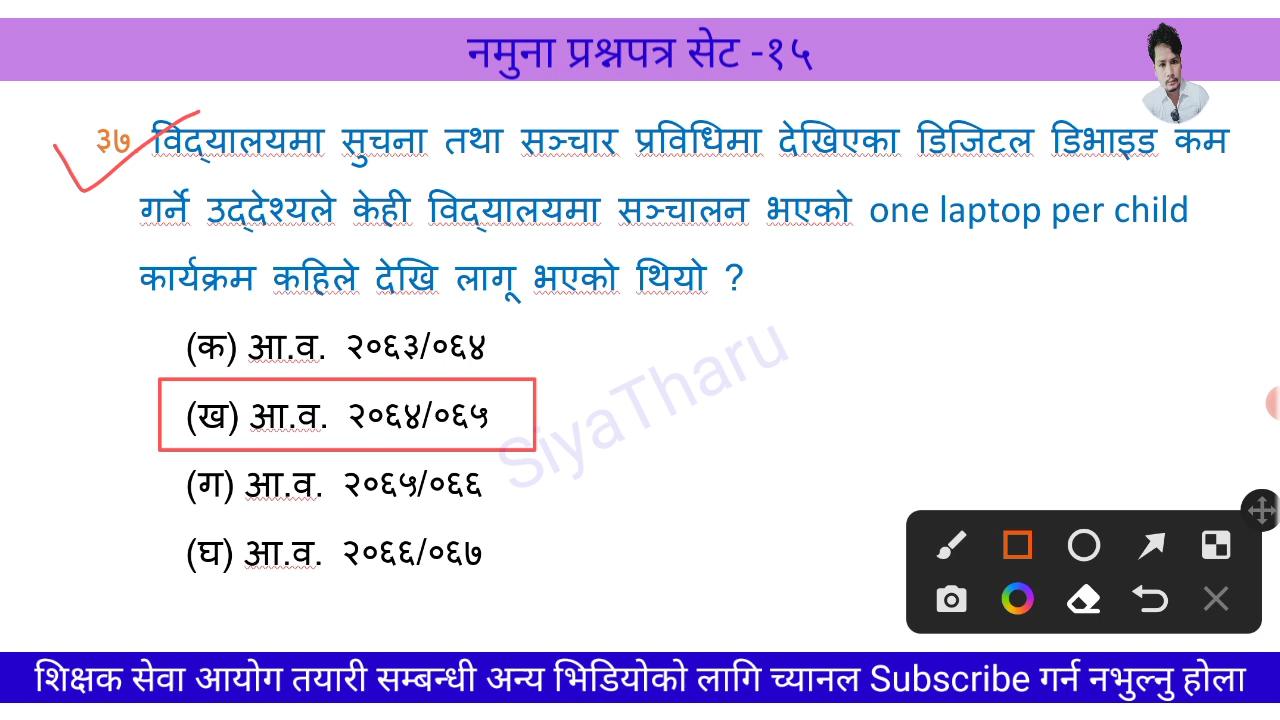 नमुना प्रश्नपत्र सेट -१५
३७ विद्यालयमा सुचना तथा सञ्चार प्रविधिमा देखिएका डिजिटल डिभाइड कम
गर्ने उद्देश्यले केही विद्यालयमा सञ्चालन भएको one laptop per child
कार्यक्रम कहिले देखि लागू भएको थियो ?
(क) आ.व. २०६३/०६४
(ख) आ.व. २०६४/०६५
(ग) आ.व. २०६५/०६६
(घ) आ.व. २०६६/०६७
SiyaTharu
शिक्षक सेवा आयोग तयारी सम्बन्धी अन्य भिडियोको लागि च्यानल Subscribe गर्न नभुल्नु होला